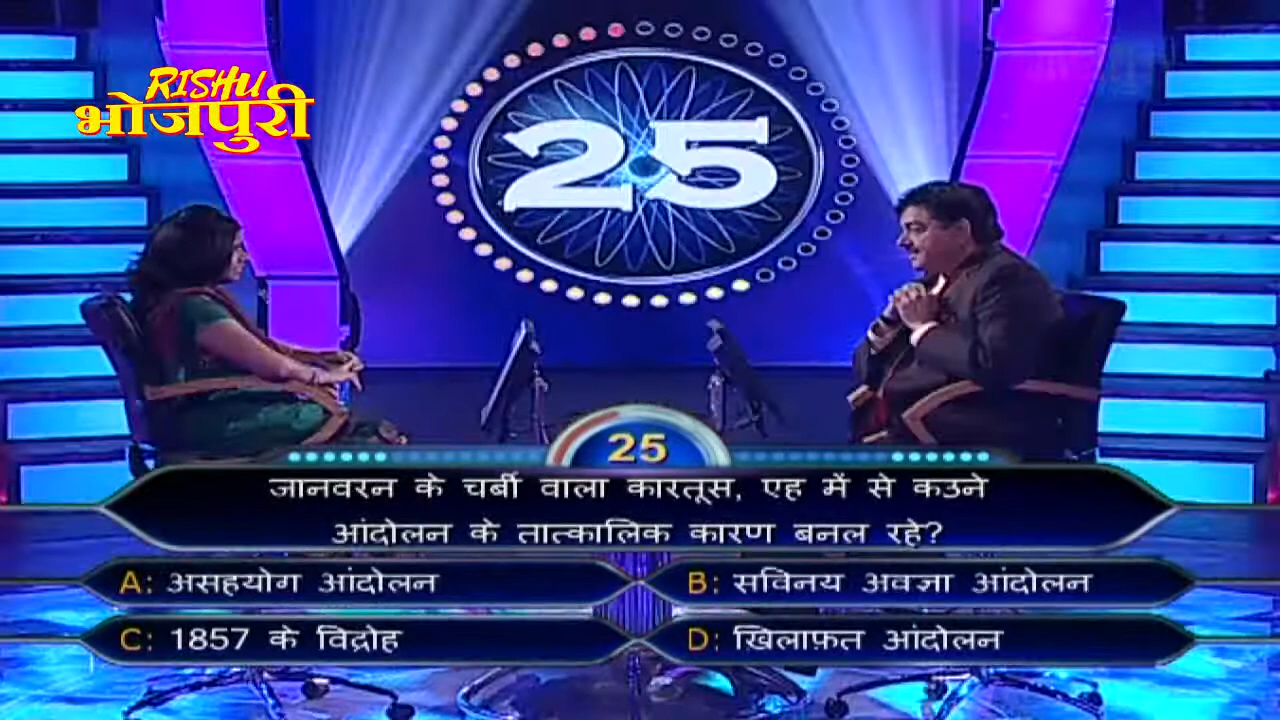 RISHU
भोजपुरी
25
25
जानवरन के चर्बी वाला कारतूस, एह में से कउने
आंदोलन के तात्कालिक कारण बनल रहे?
A: असहयोग आंदोलन
B: सविनय अवज्ञा आंदोलन
C: 1857 के विद्रोह
D: ख़िलाफ़त आंदोलन